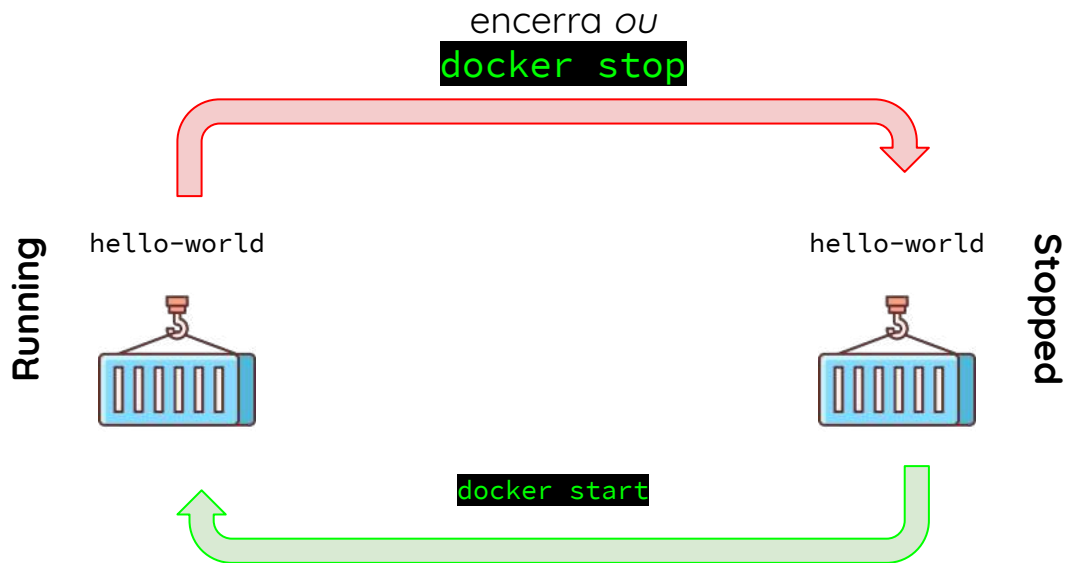 encerra ou
docker stop
Running
hello-world
hello-world
Stopped
docker start